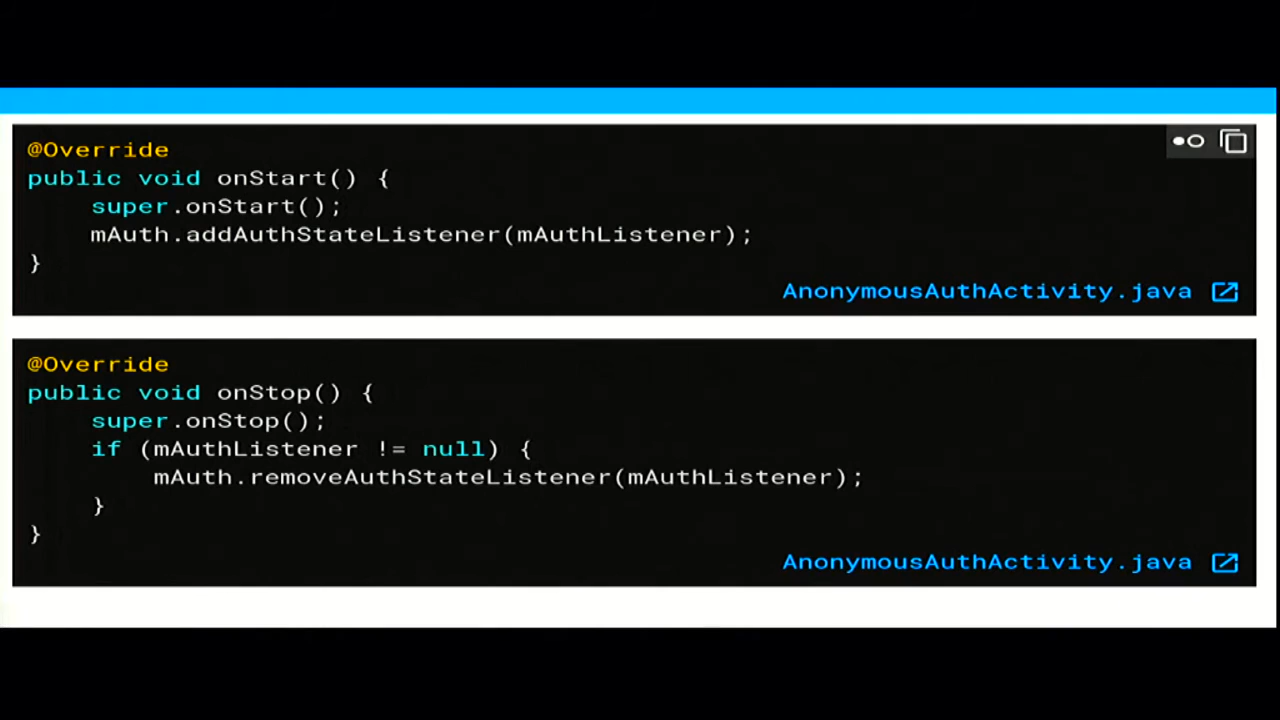 @Override
public void onStart() {
    super.onStart();
    mAuth.addAuthStateListener(mAuthListener);
}
AnonymousAuthActivity.java
@Override
public void onStop() {
    super.onStop();
    if (mAuthListener != null) {
        mAuth.removeAuthStateListener(mAuthListener);
    }
}
AnonymousAuthActivity.java